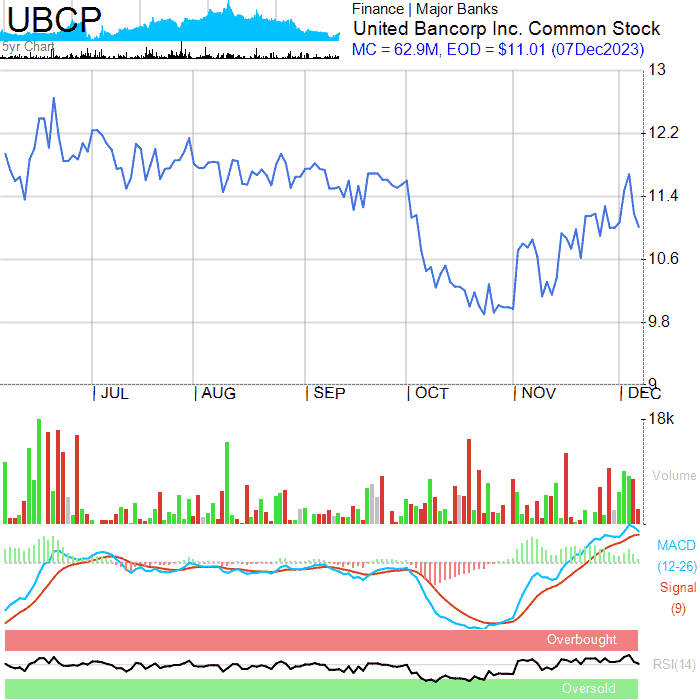 UBCP
5yr Chart
Finance | Major Banks
United Bancorp Inc. Common Stock
MC = 62.9M, EOD = $11.01 (07Dec2023)
13
12.2
11.4
10.6
9.8
9
JUL AUG SEP OCT NOV DEC
18k
Volume
MACD
(12-26)
Signal
(9)
Overbought
RSI(14)
Oversold